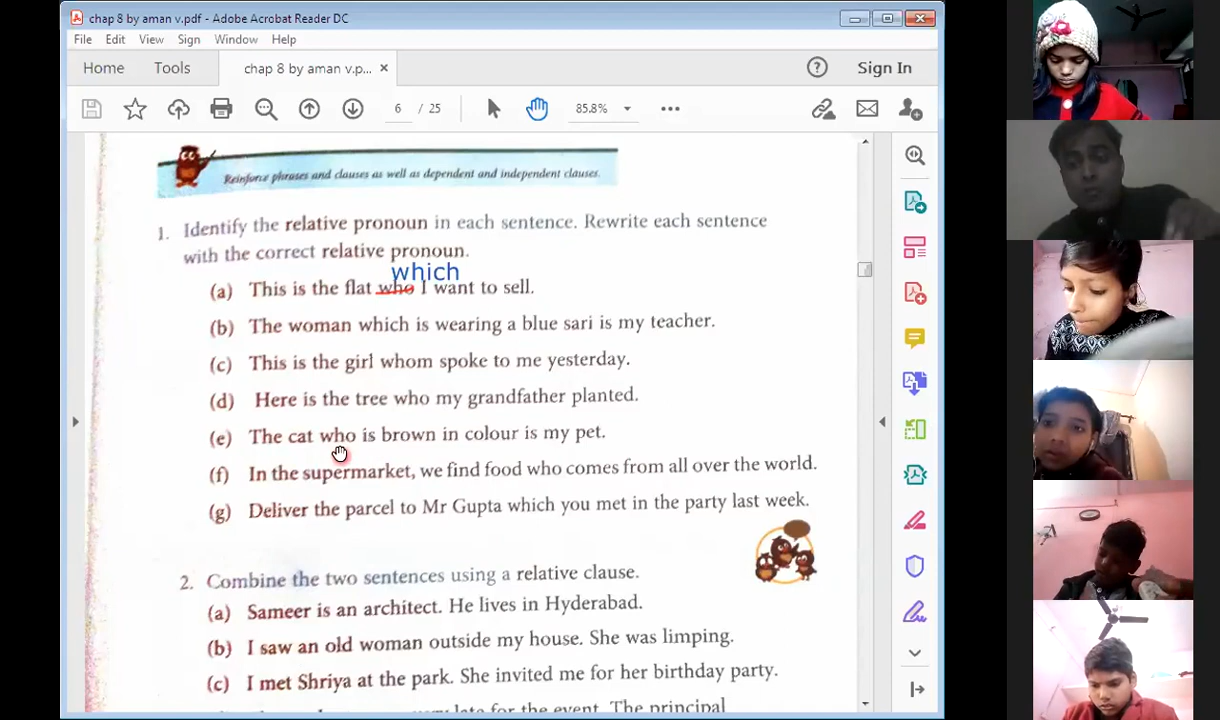 chap 8 by aman v.pdf - Adobe Acrobat Reader DC
File Edit View Sign Window Help
Home Tools chap 8 by aman v.p... × ? Sign In
6 / 25 85.8%
Reinforce phrases and clauses as well as dependent and independent clauses.
1. Identify the relative pronoun in each sentence. Rewrite each sentence
with the correct relative pronoun.
which
(a) This is the flat who I want to sell.
(b) The woman which is wearing a blue sari is my teacher.
(c) This is the girl whom spoke to me yesterday.
(d) Here is the tree who my grandfather planted.
(e) The cat who is brown in colour is my pet.
(f) In the supermarket, we find food who comes from all over the world.
(g) Deliver the parcel to Mr Gupta which you met in the party last week.
2. Combine the two sentences using a relative clause.
(a) Sameer is an architect. He lives in Hyderabad.
(b) I saw an old woman outside my house. She was limping.
(c) I met Shriya at the park. She invited me for her birthday party.
late for the event. The principal